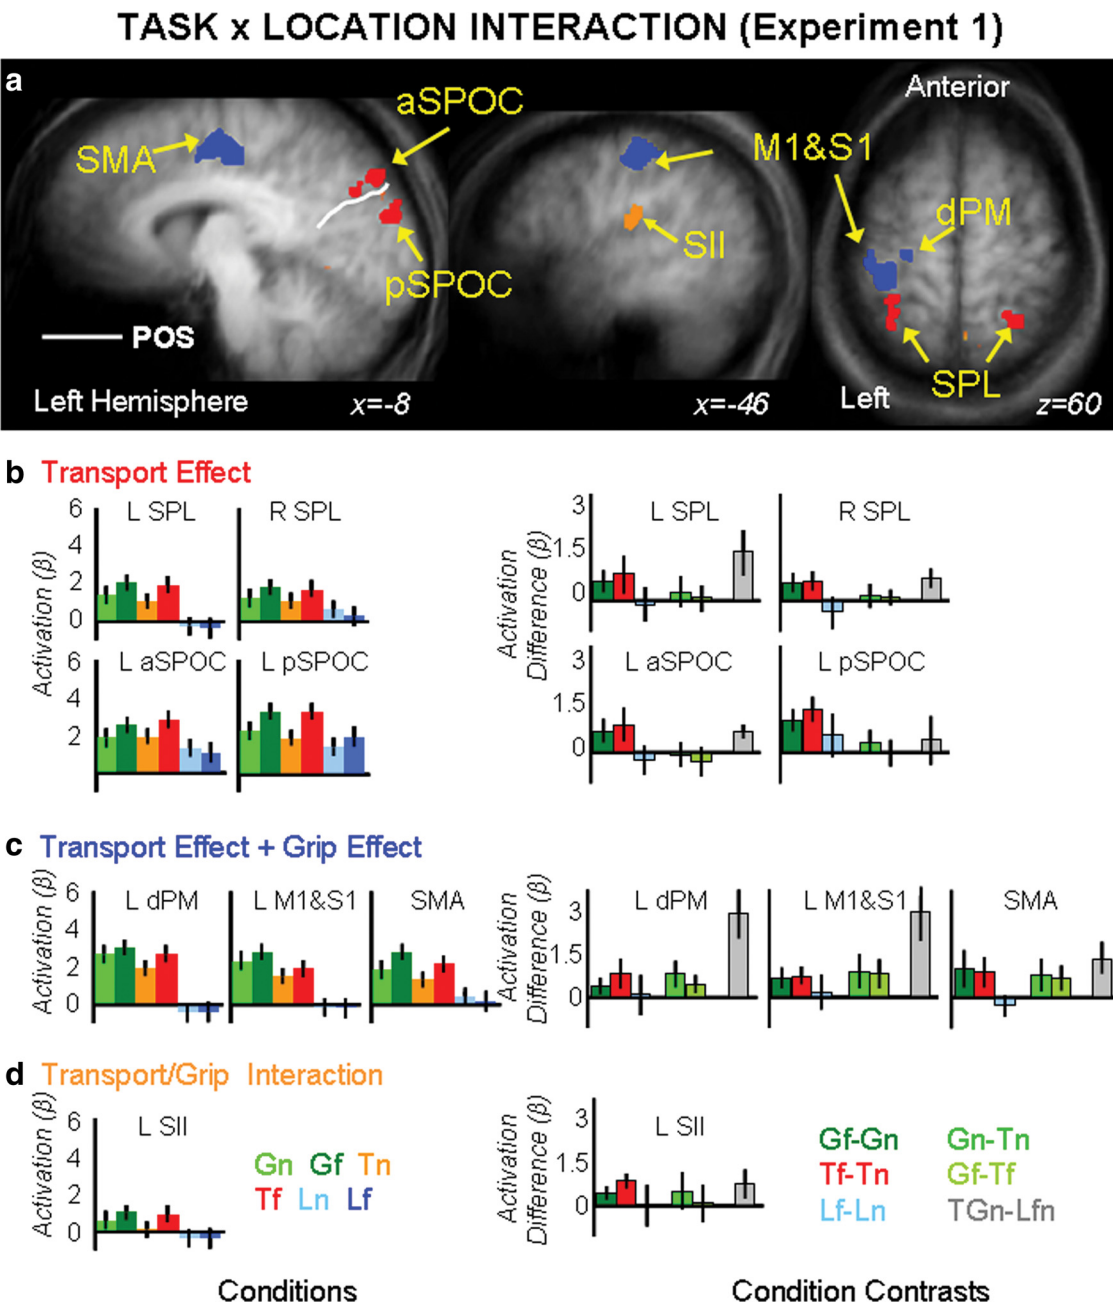 TASK x LOCATION INTERACTION (Experiment 1)
a
Anterior
aSPOC
SMA
M1&S1
dPM
SII
pSPOC
POS
SPL
Left Hemisphere
x=-8
x=-46
Left
z=60
b Transport Effect
Activation (β)
6
4
2
0
L SPL
R SPL
Activation (β)
6
4
2
L aSPOC
L pSPOC
Activation
Difference (β)
3
1.5
0
L SPL
R SPL
3
1.5
0
L aSPOC
L pSPOC
c Transport Effect + Grip Effect
Activation (β)
6
4
2
0
L dPM
L M1&S1
SMA
Activation
Difference (β)
3
1.5
0
L dPM
L M1&S1
SMA
d Transport/Grip Interaction
Activation (β)
6
4
2
0
L SII
Gn Gf Tn
Tf Ln Lf
Activation
Difference (β)
3
1.5
0
L SII
Gf-Gn Gn-Tn
Tf-Tn Gf-Tf
Lf-Ln TGn-Lfn
Conditions
Condition Contrasts